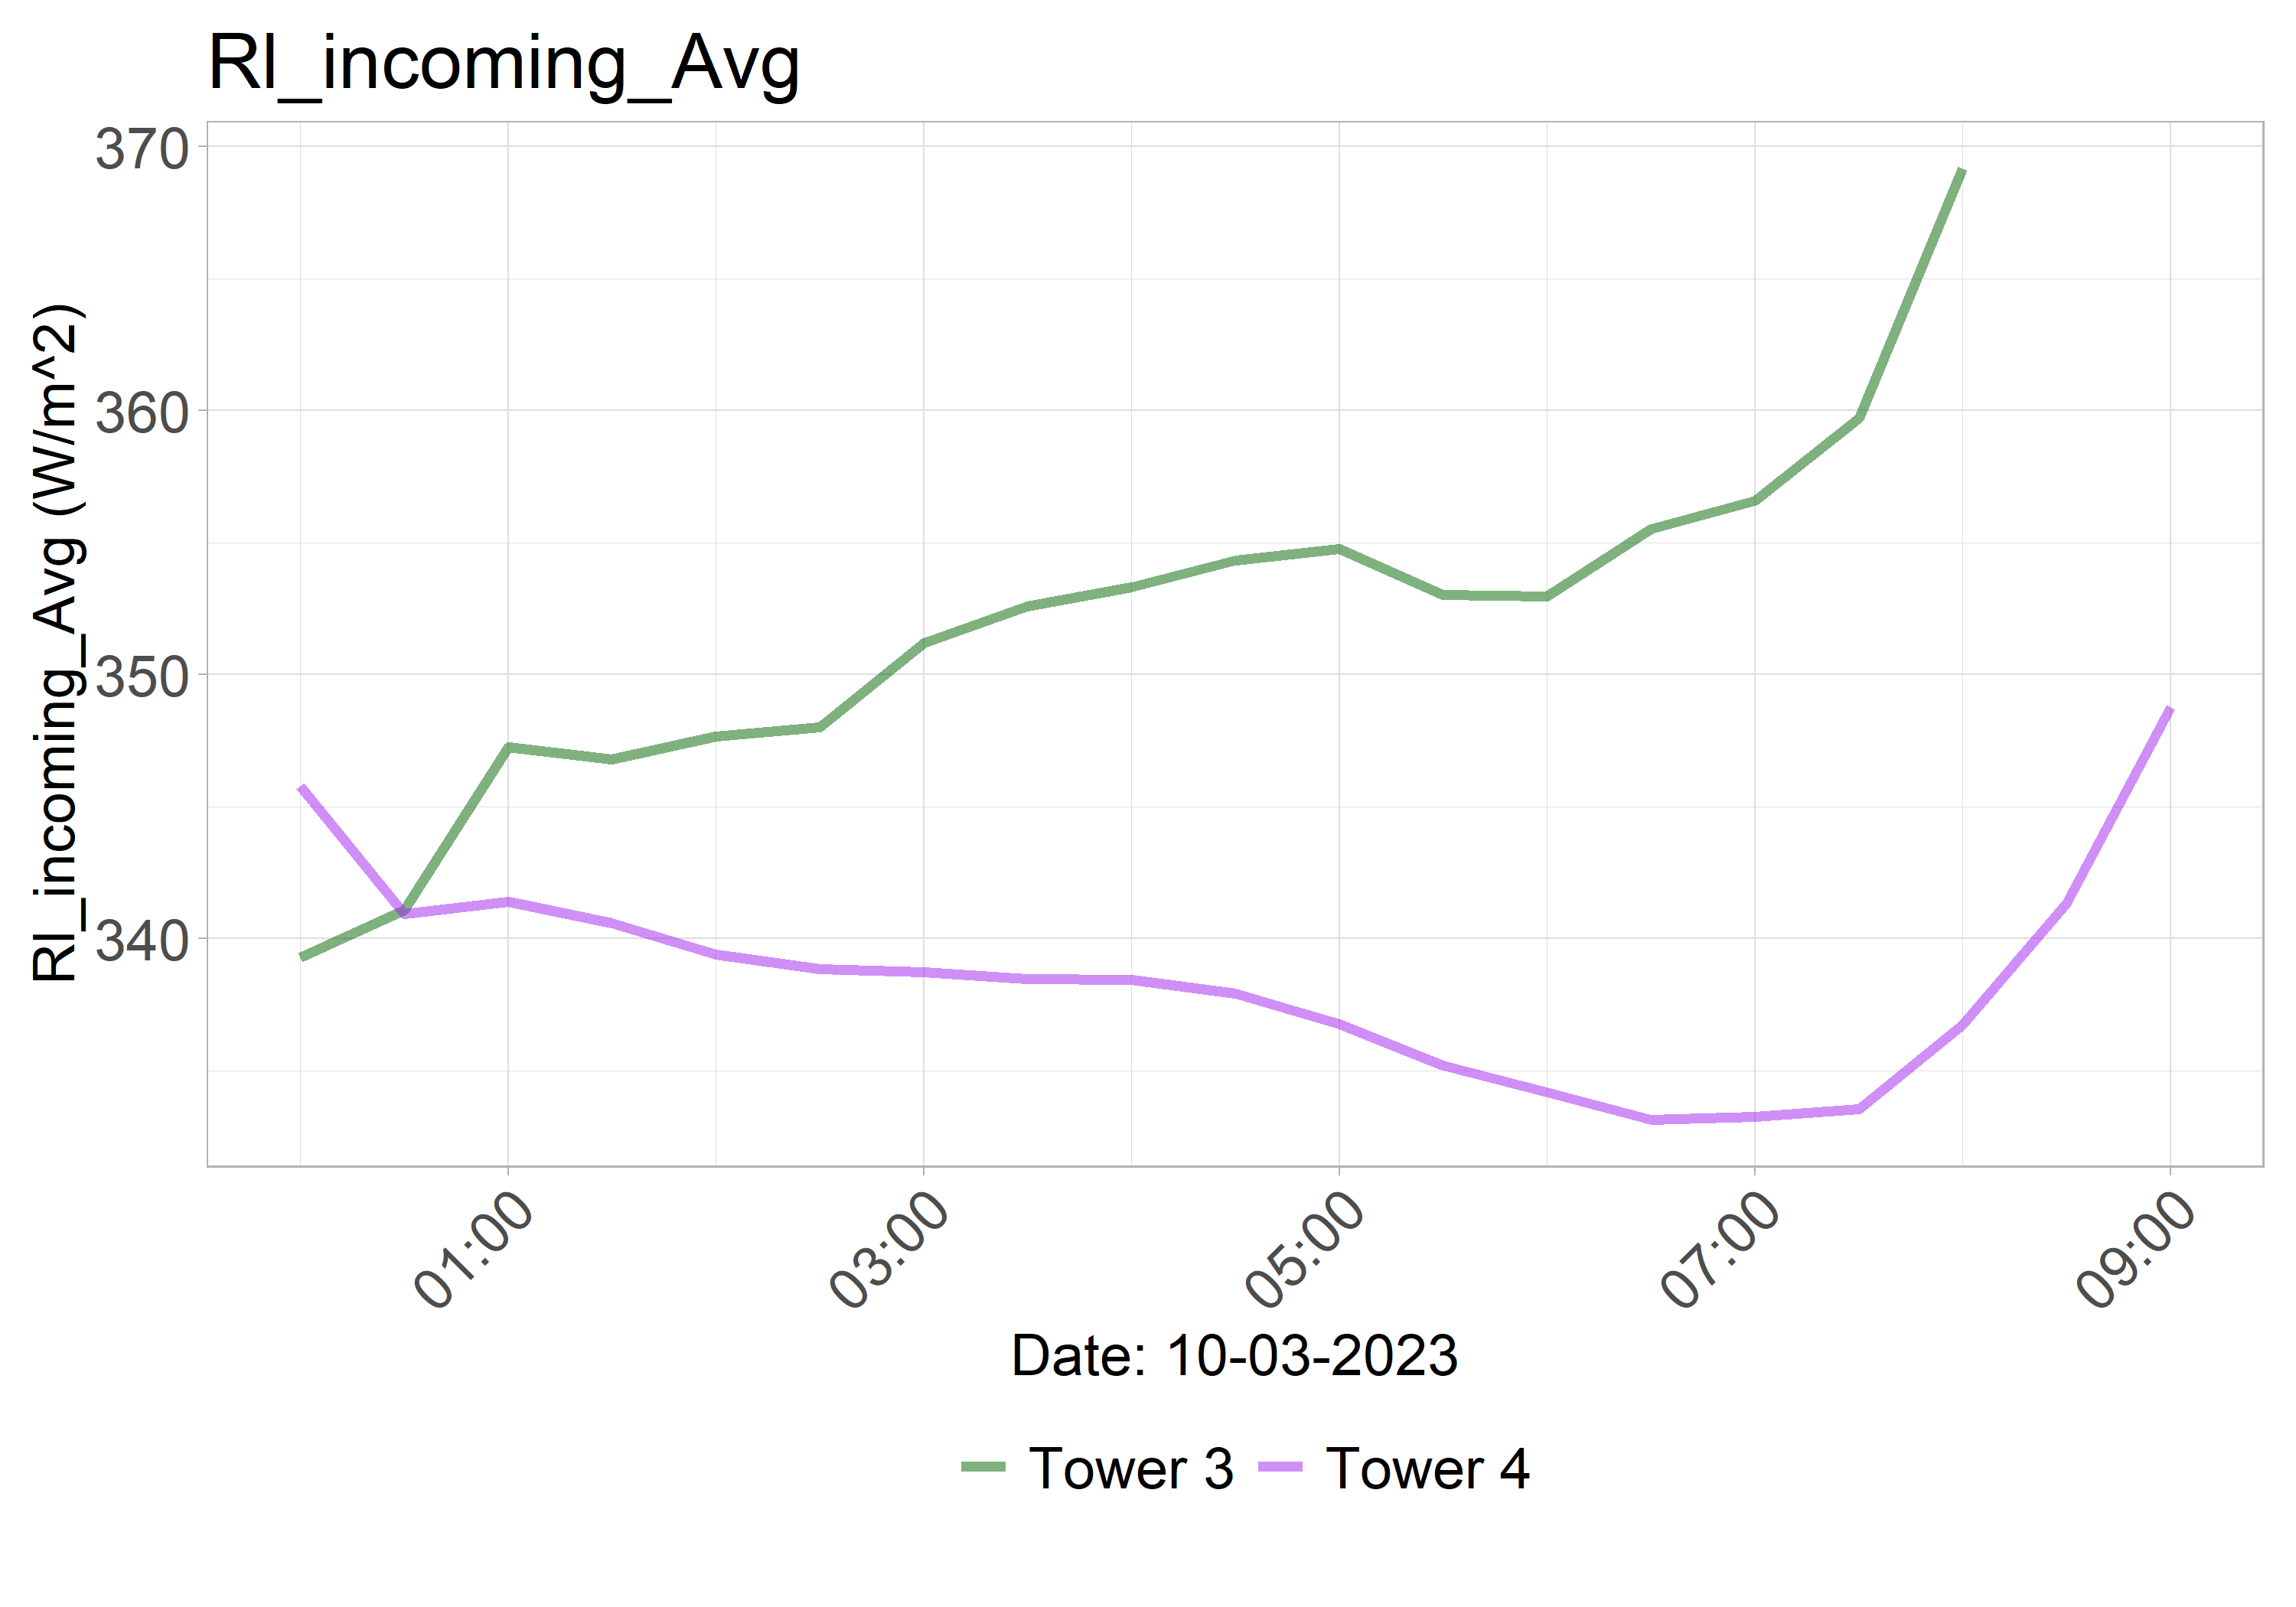 Rl_incoming_Avg
Rl_incoming_Avg (W/m^2)
370
360
350
340
01:00
03:00
05:00
07:00
09:00
Date: 10-03-2023
Tower 3
Tower 4